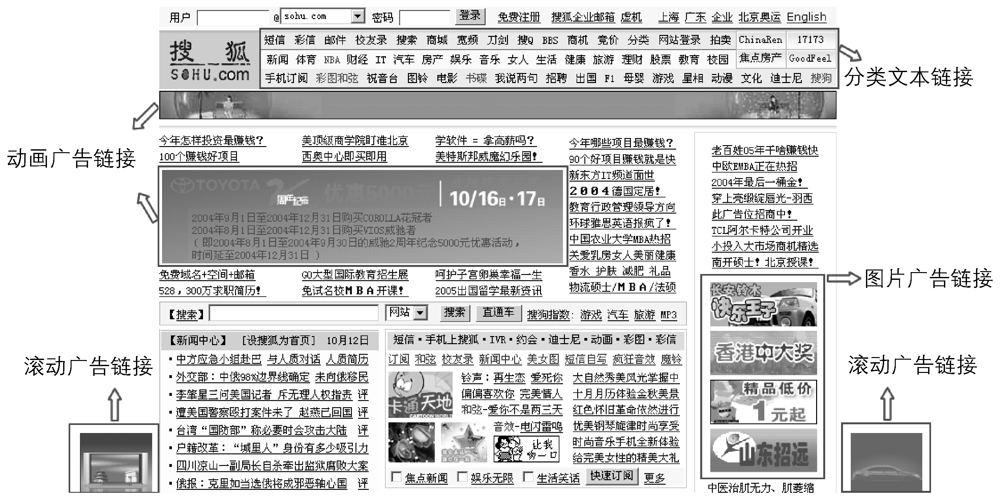 用户 @ sohu.com 密码 登录 免费注册 搜狐企业邮箱 虚机 上海 广东 企业 北京奥运 English
搜狐
SOHU.com
短信 彩信 邮件 校友录 搜索 商城 宽频 刀剑 搜Q BBS 商机 竞价 分类 网站登录 拍卖 ChinaRen 17173
新闻 体育 NBA 财经 IT 汽车 房产 娱乐 音乐 女人 生活 健康 旅游 理财 股票 教育 校园 焦点房产 GoodFeel
手机订阅 彩图和弦 祝音台 图铃 电影 书碟 我说两句 招聘 出国 F1 母婴 游戏 星相 动漫 文化 迪士尼 搜狗
分类文本链接
动画广告链接
今年怎样投资最赚钱? 美顶级商学院盯准北京 学软件 = 拿高薪吗?
100个赚钱好项目 西奥中心即买即用 美特斯邦威魔幻乐园!
TOYOTA 2 周年纪念 优惠5000元 10/16日·17日
2004年9月1日至2004年12月31日购买COROLLA花冠者
2004年8月1日至2004年12月31日购买VIOS威驰者
(即2004年8月1日至2004年9月30日的威驰2周年纪念5000元优惠活动,
时间延至2004年12月31日 )
免费域名+空间+邮箱 GO大型国际教育招生展 呵护子宫卵巢幸福一生
528,300万求职简历! 免试名校MBA开课! 2005出国留学最新资讯
今年哪些项目最赚钱?
90个好项目赚钱就是快
新东方IT频道面世
2004德国定居!
教育行政管理领导方向
环球雅思英语报疯了!
中国农业大学MBA热招
关爱乳房女人美丽健康
香水 护肤 减肥 礼品
物流硕士/MBA/法硕
老百姓05年干啥赚钱快
中欧EMBA正在热招
2004年最后一桶金!
穿上亮缎绽唇光-羽西
此广告位招商中!
TCL阿尔卡特公司开业
小投入大市场商机精选
南开硕士! 北京授课!
图片广告链接
长安铃木
快乐王子
香港中大奖
精品低价
1元起
山东招远
中医治肌无力、肌萎缩
【搜索】 网站 搜索 直通车 搜狗指数: 游戏 汽车 旅游 MP3
【新闻中心】 [设搜狐为首页] 10月12日
·中方应急小组赴巴 与人质对话 人质简历
·外交部:中俄98%边界线确定 未向俄移民
·李肇星三问美国记者 斥无理人权指责 评
·遭美国警察殴打案件未了 赵燕已回国 评
·台湾“国防部”称必要时会攻击大陆 评
·户籍改革:“城里人”身份有多少吸引力
·四川凉山一副局长自杀牵出监狱腐败大案
·俄报:克里如当选俄将成邪恶轴心国 评
短信·手机上搜狐·IVR·约会·迪士尼·动画·彩图·彩信
订阅 和弦 校友录 新闻中心 美女图 短信自写 疯狂音效 魔铃
卡通天地
CARTOON WORLD
铃声:再生恋 爱死你
偏偏喜欢你 完美情人
和弦-爱你不是两三天
音效-电闪雷鸣
让我
吻一口
大自然秀美风光掌握中
十月月历体验金秋美景
红色怀旧革命依然进行
优美钢琴旋律时尚享受
时尚音乐手机全新体验
给完美女性的精美大礼
焦点新闻 娱乐无限 生活笑话 快速订阅 更多
滚动广告链接
滚动广告链接